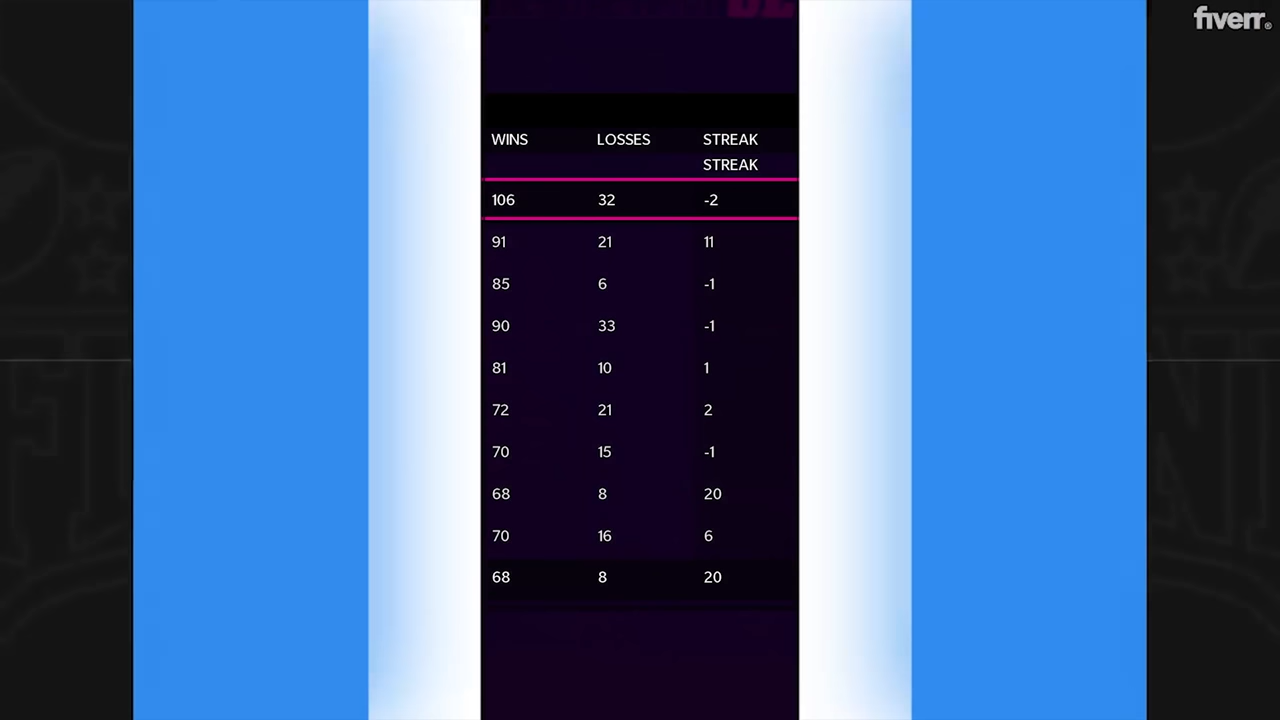 fiverr®
WINS LOSSES STREAK
STREAK
106 32 -2
91 21 11
85 6 -1
90 33 -1
81 10 1
72 21 2
70 15 -1
68 8 20
70 16 6
68 8 20